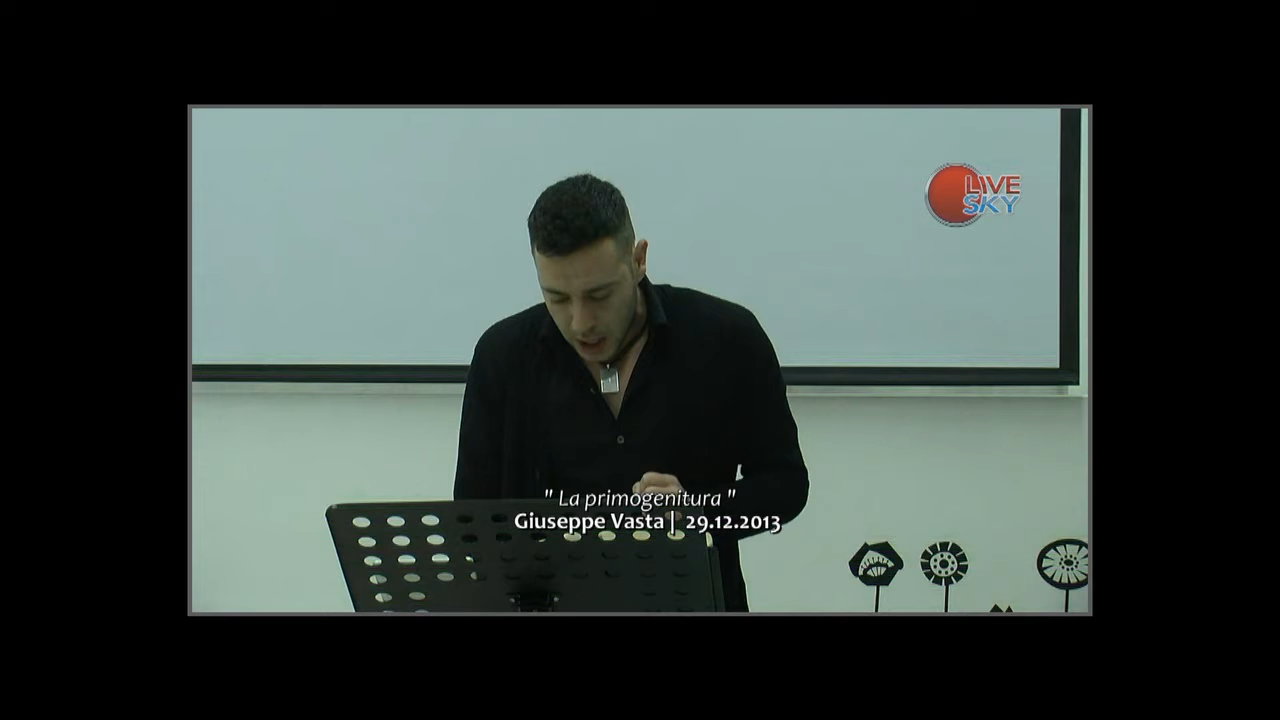 LIVE
SKY
" La primogenitura "
Giuseppe Vasta| 29.12.2013